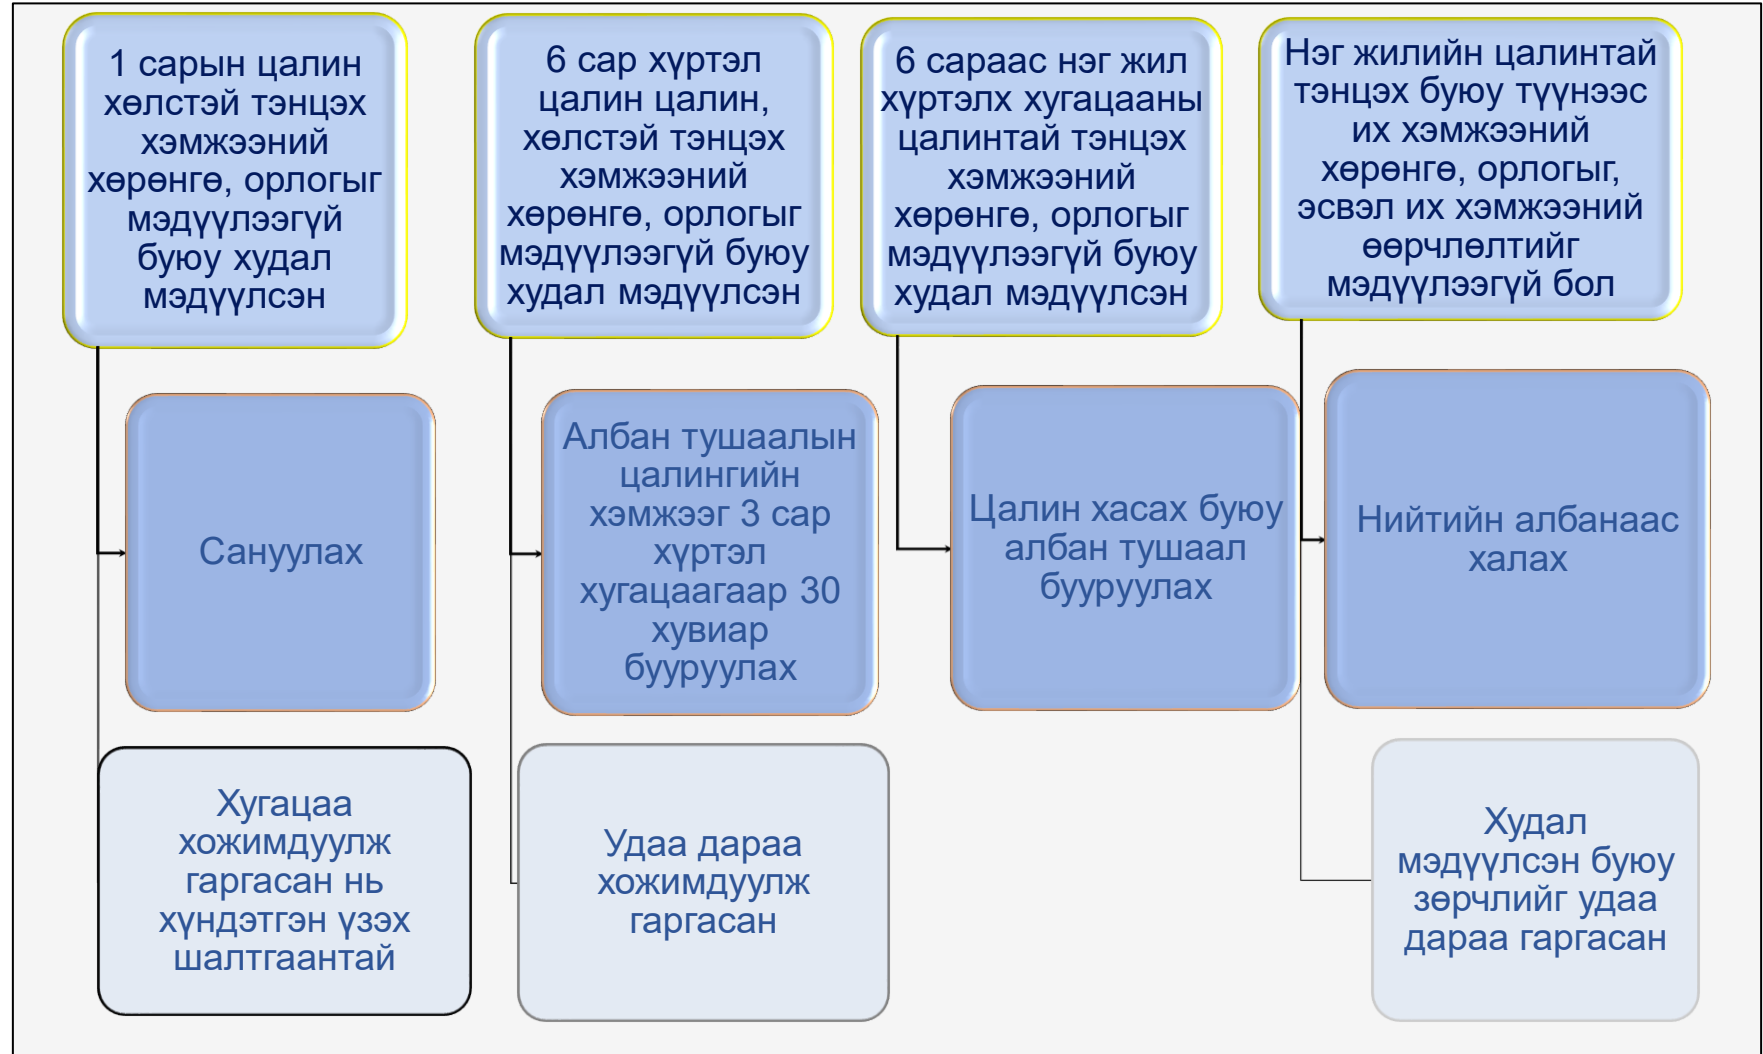 1 сарын цалин
хөлстэй тэнцэх
хэмжээний
хөрөнгө, орлогыг
мэдүүлээгүй
буюу худал
мэдүүлсэн
6 сар хүртэл
цалин цалин,
хөлстэй тэнцэх
хэмжээний
хөрөнгө, орлогыг
мэдүүлээгүй буюу
худал мэдүүлсэн
6 сараас нэг жил
хүртэлх хугацааны
цалинтай тэнцэх
хэмжээний
хөрөнгө, орлогыг
мэдүүлээгүй буюу
худал мэдүүлсэн
Нэг жилийн цалинтай
тэнцэх буюу түүнээс
их хэмжээний
хөрөнгө, орлогыг,
эсвэл их хэмжээний
өөрчлөлтийг
мэдүүлээгүй бол
Сануулах
Албан тушаалын
цалингийн
хэмжээг 3 сар
хүртэл
хугацаагаар 30
хувиар
бууруулах
Цалин хасах буюу
албан тушаал
бууруулах
Нийтийн албанаас
халах
Хугацаа
хожимдуулж
гаргасан нь
хүндэтгэн үзэх
шалтгаантай
Удаа дараа
хожимдуулж
гаргасан
Худал
мэдүүлсэн буюу
зөрчлийг удаа
дараа гаргасан